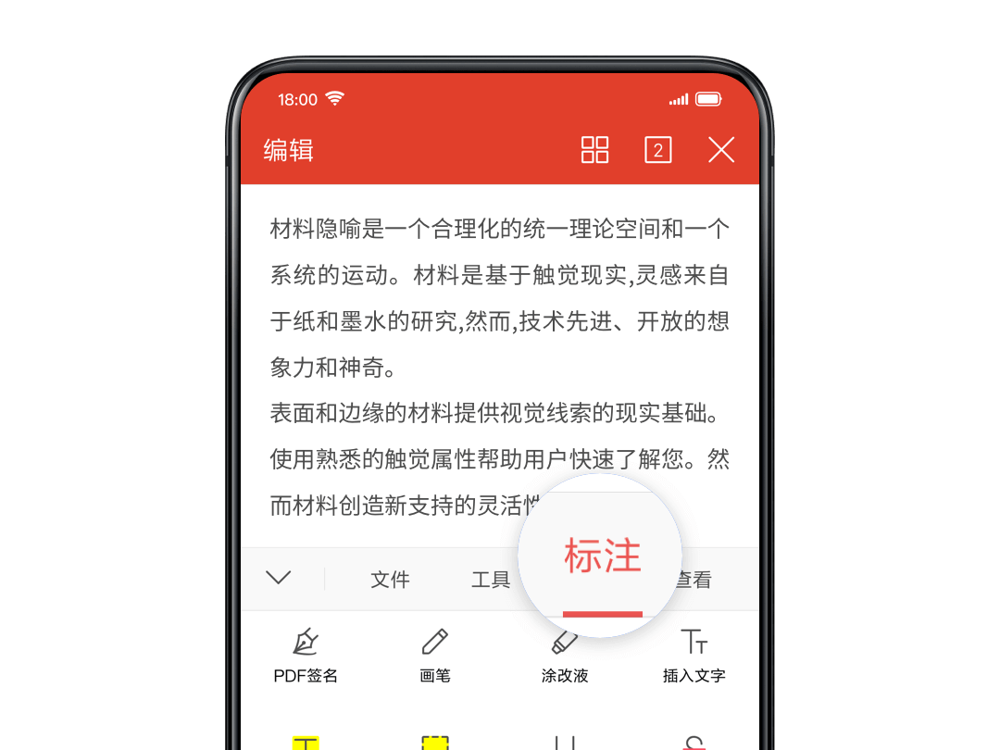 18:00
编辑
2
材料隐喻是一个合理化的统一理论空间和一个
系统的运动。材料是基于触觉现实,灵感来自
于纸和墨水的研究,然而,技术先进、开放的想
象力和神奇。
表面和边缘的材料提供视觉线索的现实基础。
使用熟悉的触觉属性帮助用户快速了解您。然
而材料创造新支持的灵活性
文件 工具 标注 查看
PDF签名 画笔 涂改液 插入文字